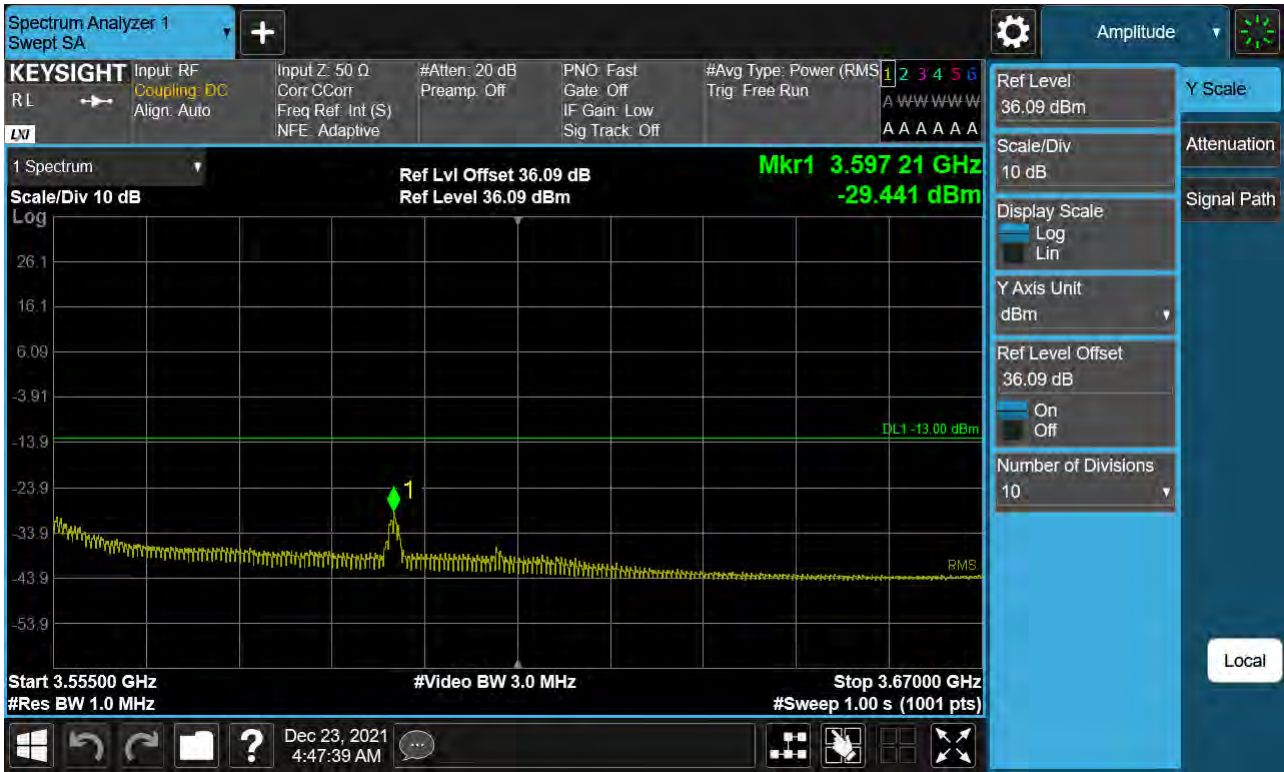 Spectrum Analyzer 1
Swept SA
+
Amplitude
KEYSIGHT
RL
LXI
Input: RF
Coupling: DC
Align: Auto
Input Z: 50 Ω
Corr CCorr
Freq Ref: Int (S)
NFE: Adaptive
#Atten: 20 dB
Preamp: Off
PNO: Fast
Gate: Off
IF Gain: Low
Sig Track: Off
#Avg Type: Power (RMS
Trig: Free Run
1 2 3 4 5 6
A W W W W W
A A A A A A
1 Spectrum
Scale/Div 10 dB
Ref Lvl Offset 36.09 dB
Ref Level 36.09 dBm
Mkr1 3.597 21 GHz
-29.441 dBm
Log
26.1
16.1
6.09
-3.91
-13.9
-23.9
-33.9
-43.9
-53.9
DL1 -13.00 dBm
1
RMS
Start 3.55500 GHz
#Res BW 1.0 MHz
#Video BW 3.0 MHz
Stop 3.67000 GHz
#Sweep 1.00 s (1001 pts)
Ref Level
36.09 dBm
Scale/Div
10 dB
Display Scale
Log
Lin
Y Axis Unit
dBm
Ref Level Offset
36.09 dB
On
Off
Number of Divisions
10
Y Scale
Attenuation
Signal Path
Local
?
Dec 23, 2021
4:47:39 AM